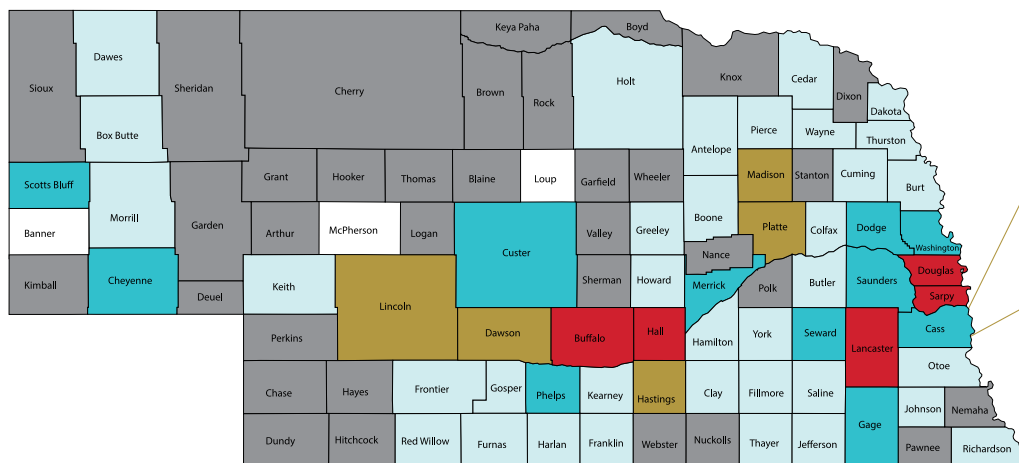 Keya Paha
Boyd
Dawes
Sioux
Sheridan
Cherry
Brown
Rock
Holt
Knox
Cedar
Dixon
Dakota
Box Butte
Antelope
Pierce
Wayne
Thurston
Scotts Bluff
Morrill
Garden
Grant
Hooker
Thomas
Blaine
Loup
Garfield
Wheeler
Madison
Stanton
Cuming
Burt
Banner
Arthur
McPherson
Logan
Custer
Valley
Greeley
Boone
Platte
Colfax
Dodge
Washington
Kimball
Cheyenne
Deuel
Keith
Lincoln
Sherman
Howard
Nance
Merrick
Polk
Butler
Saunders
Douglas
Sarpy
Perkins
Dawson
Buffalo
Hall
Hamilton
York
Seward
Lancaster
Cass
Otoe
Chase
Hayes
Frontier
Gosper
Phelps
Kearney
Hastings
Clay
Fillmore
Saline
Gage
Johnson
Nemaha
Dundy
Hitchcock
Red Willow
Furnas
Harlan
Franklin
Webster
Nuckolls
Thayer
Jefferson
Pawnee
Richardson